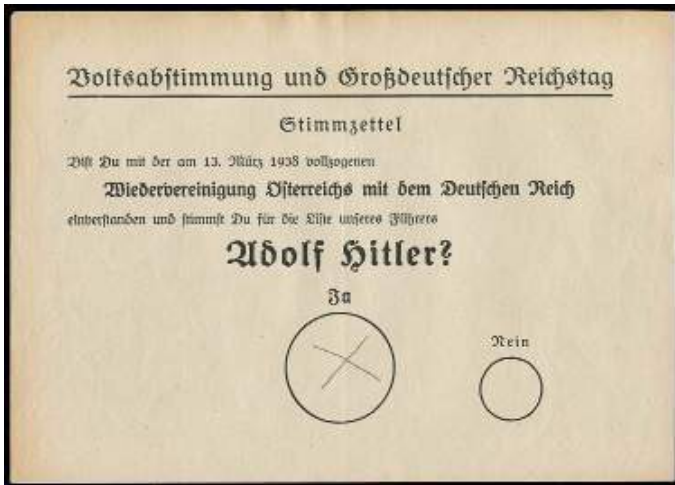 Volksabstimmung und Großdeutscher Reichstag
Stimmzettel
Bist Du mit der am 13. März 1938 vollzogenen
Wiedervereinigung Österreichs mit dem Deutschen Reich
einverstanden und stimmst Du für die Liste unseres Führers
Adolf Hitler?
Ja
Nein